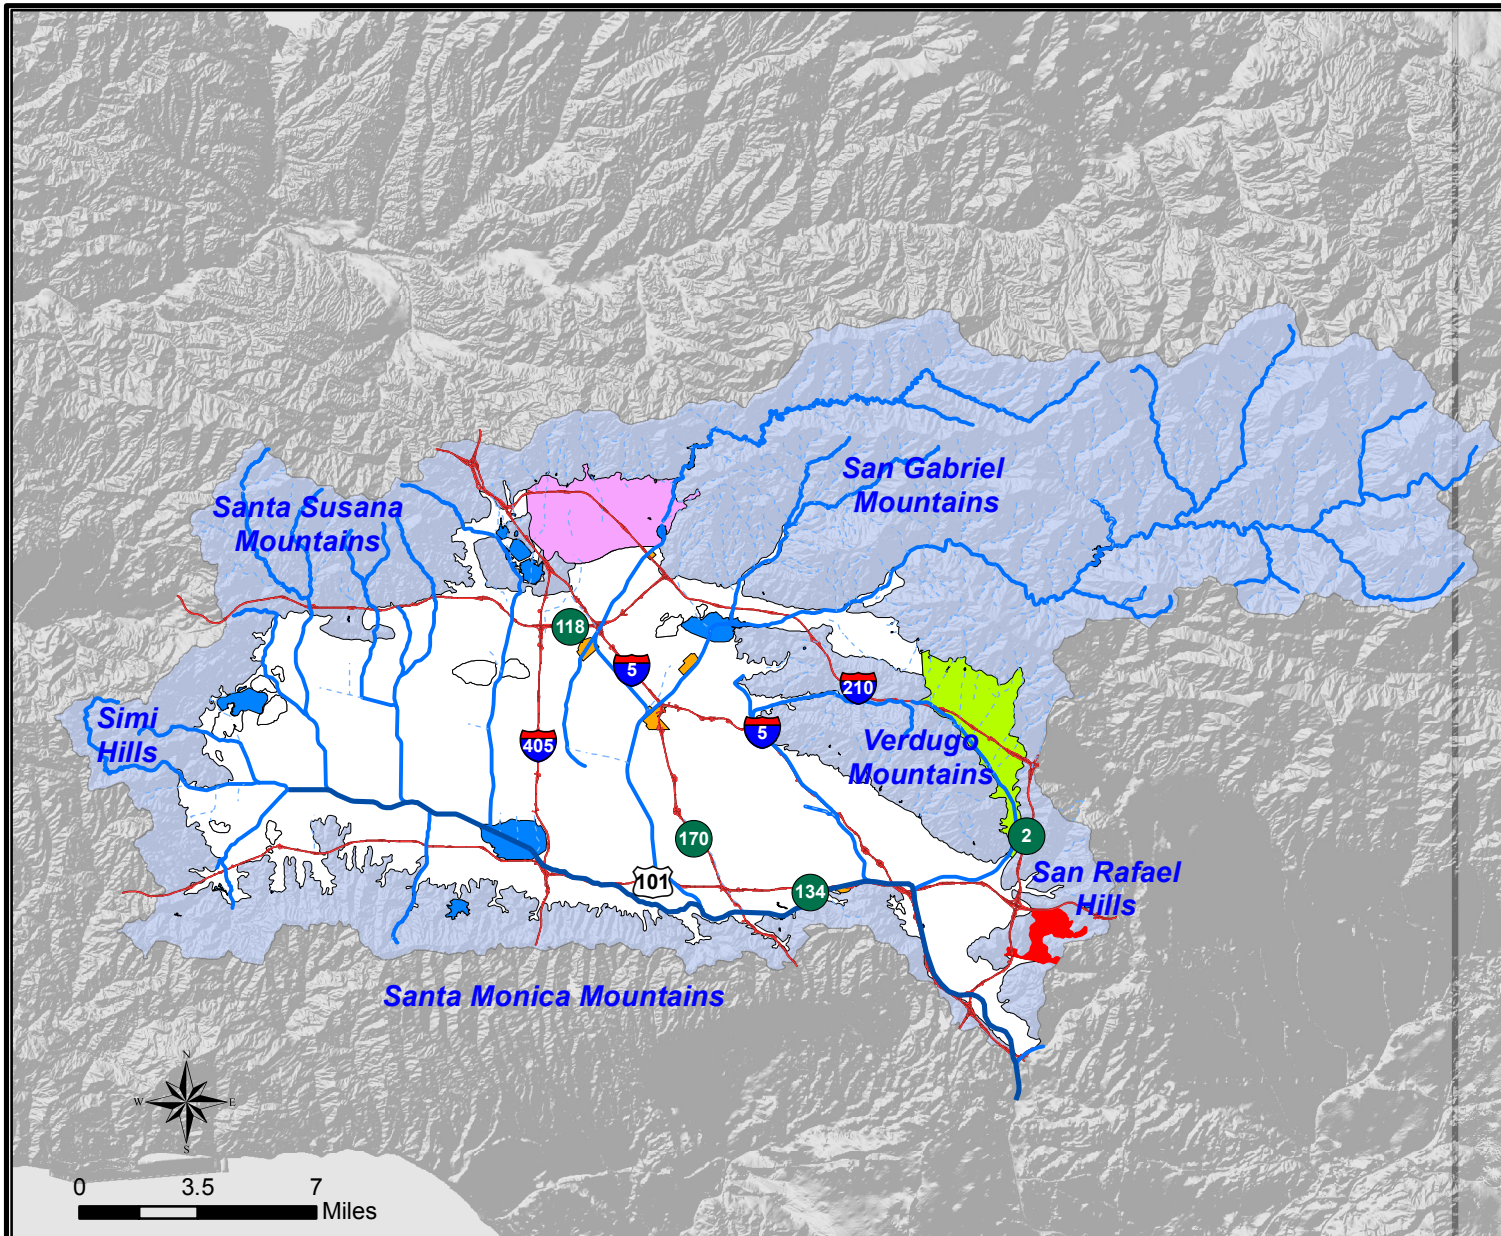 San Gabriel
Mountains
Santa Susana
Mountains
118
5
210
Simi
Hills
405
5
Verdugo
Mountains
170
2
101
134
San Rafael
Hills
Santa Monica Mountains
N
W
E
S
0 3.5 7
Miles